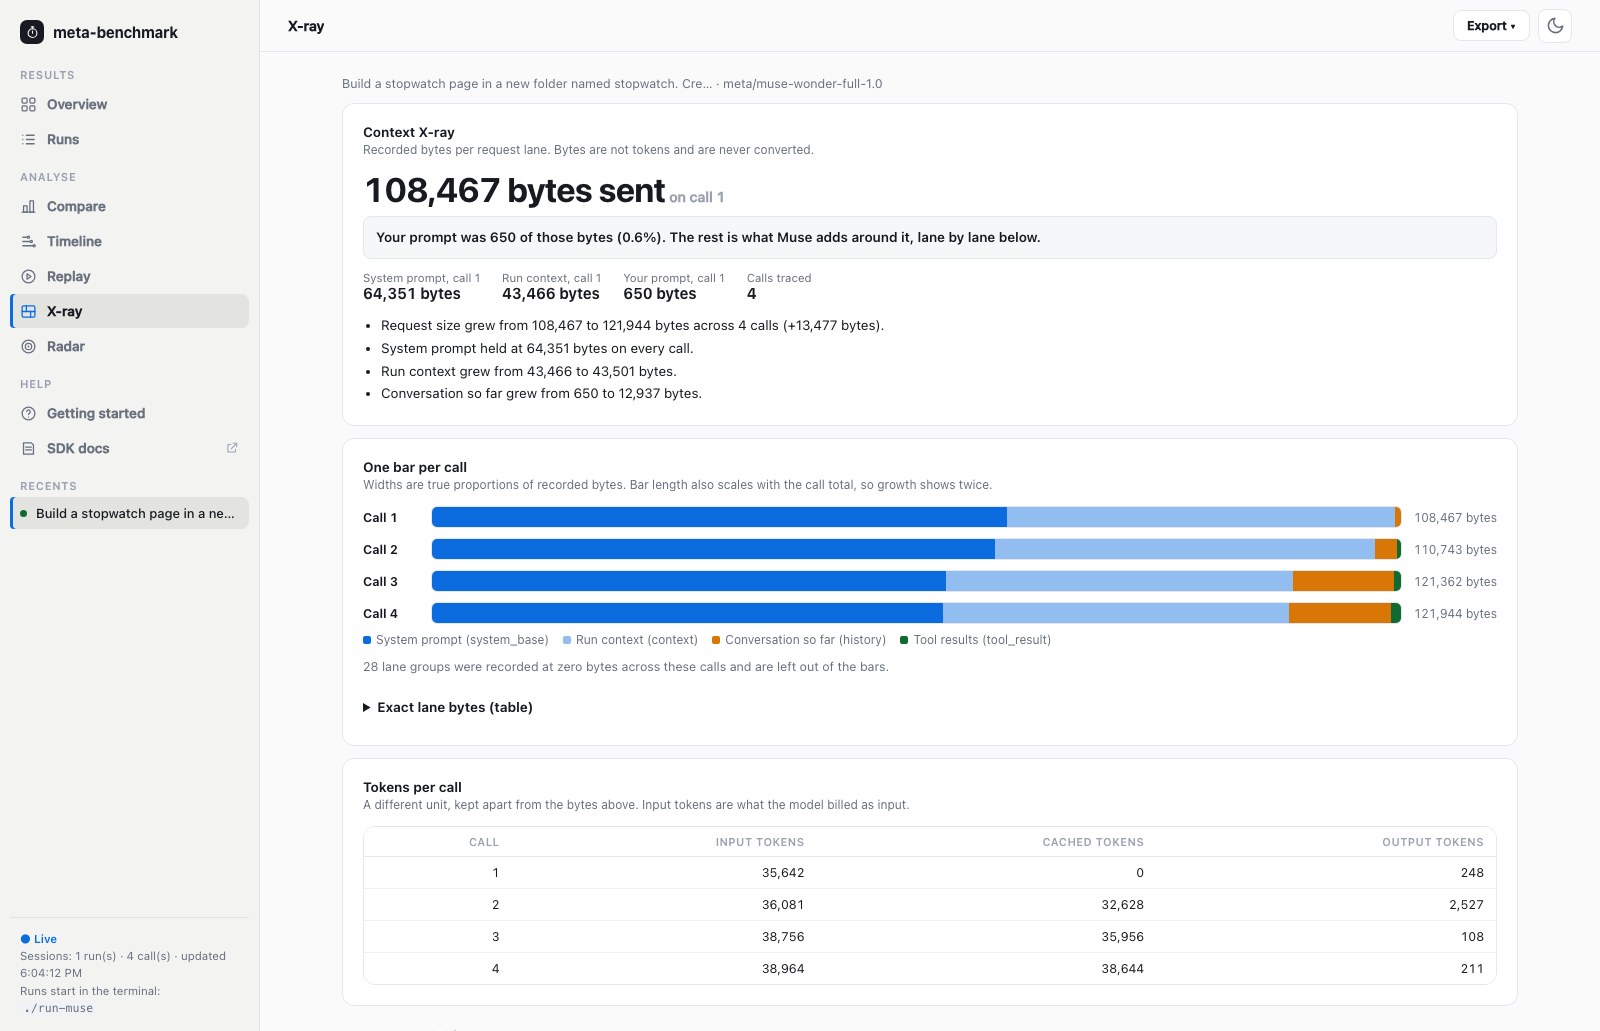 meta-benchmark
RESULTS
Overview
Runs
ANALYSE
Compare
Timeline
Replay
X-ray
Radar
HELP
Getting started
SDK docs
RECENTS
Build a stopwatch page in a ne...
Live
Sessions: 1 run(s) · 4 call(s) · updated
6:04:12 PM
Runs start in the terminal:
./run-muse
X-ray
Export ▾
Build a stopwatch page in a new folder named stopwatch. Cre... · meta/muse-wonder-full-1.0
Context X-ray
Recorded bytes per request lane. Bytes are not tokens and are never converted.
108,467 bytes sent on call 1
Your prompt was 650 of those bytes (0.6%). The rest is what Muse adds around it, lane by lane below.
System prompt, call 1 Run context, call 1 Your prompt, call 1 Calls traced
64,351 bytes 43,466 bytes 650 bytes 4
• Request size grew from 108,467 to 121,944 bytes across 4 calls (+13,477 bytes).
• System prompt held at 64,351 bytes on every call.
• Run context grew from 43,466 to 43,501 bytes.
• Conversation so far grew from 650 to 12,937 bytes.
One bar per call
Widths are true proportions of recorded bytes. Bar length also scales with the call total, so growth shows twice.
Call 1 108,467 bytes
Call 2 110,743 bytes
Call 3 121,362 bytes
Call 4 121,944 bytes
System prompt (system_base) Run context (context) Conversation so far (history) Tool results (tool_result)
28 lane groups were recorded at zero bytes across these calls and are left out of the bars.
Exact lane bytes (table)
Tokens per call
A different unit, kept apart from the bytes above. Input tokens are what the model billed as input.
CALL INPUT TOKENS CACHED TOKENS OUTPUT TOKENS
1 35,642 0 248
2 36,081 32,628 2,527
3 38,756 35,956 108
4 38,964 38,644 211